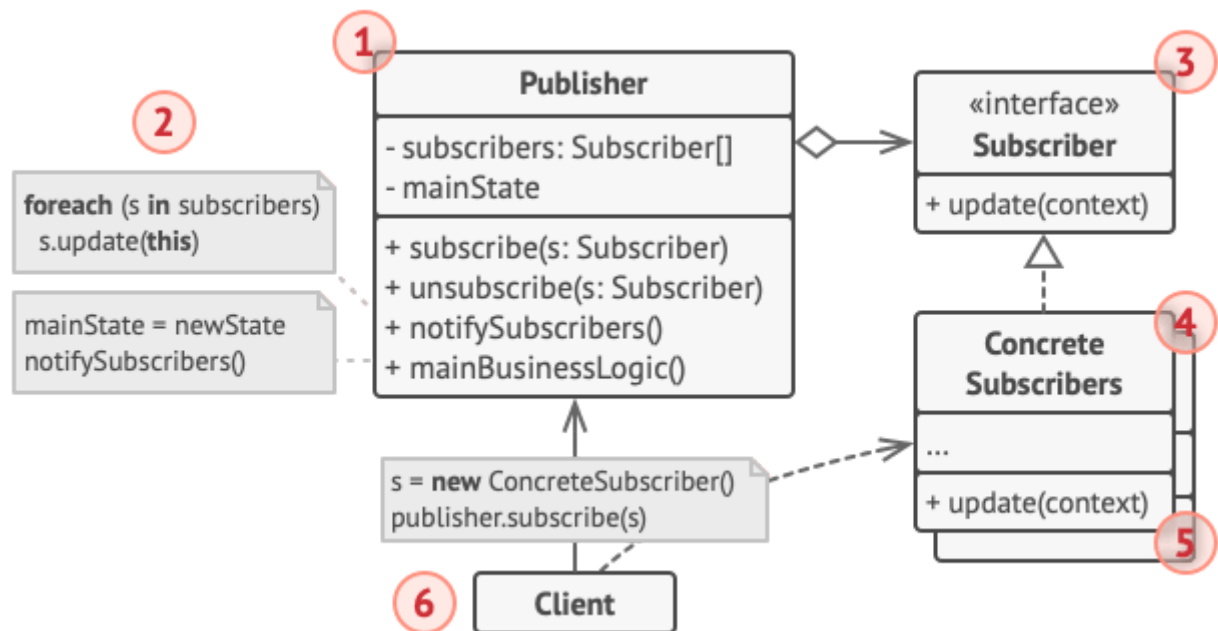 1
Publisher
- subscribers: Subscriber[]
- mainState
+ subscribe(s: Subscriber)
+ unsubscribe(s: Subscriber)
+ notifySubscribers()
+ mainBusinessLogic()
2
foreach (s in subscribers)
s.update(this)
mainState = newState
notifySubscribers()
3
«interface»
Subscriber
+ update(context)
4
Concrete
Subscribers
...
+ update(context)
5
s = new ConcreteSubscriber()
publisher.subscribe(s)
6
Client